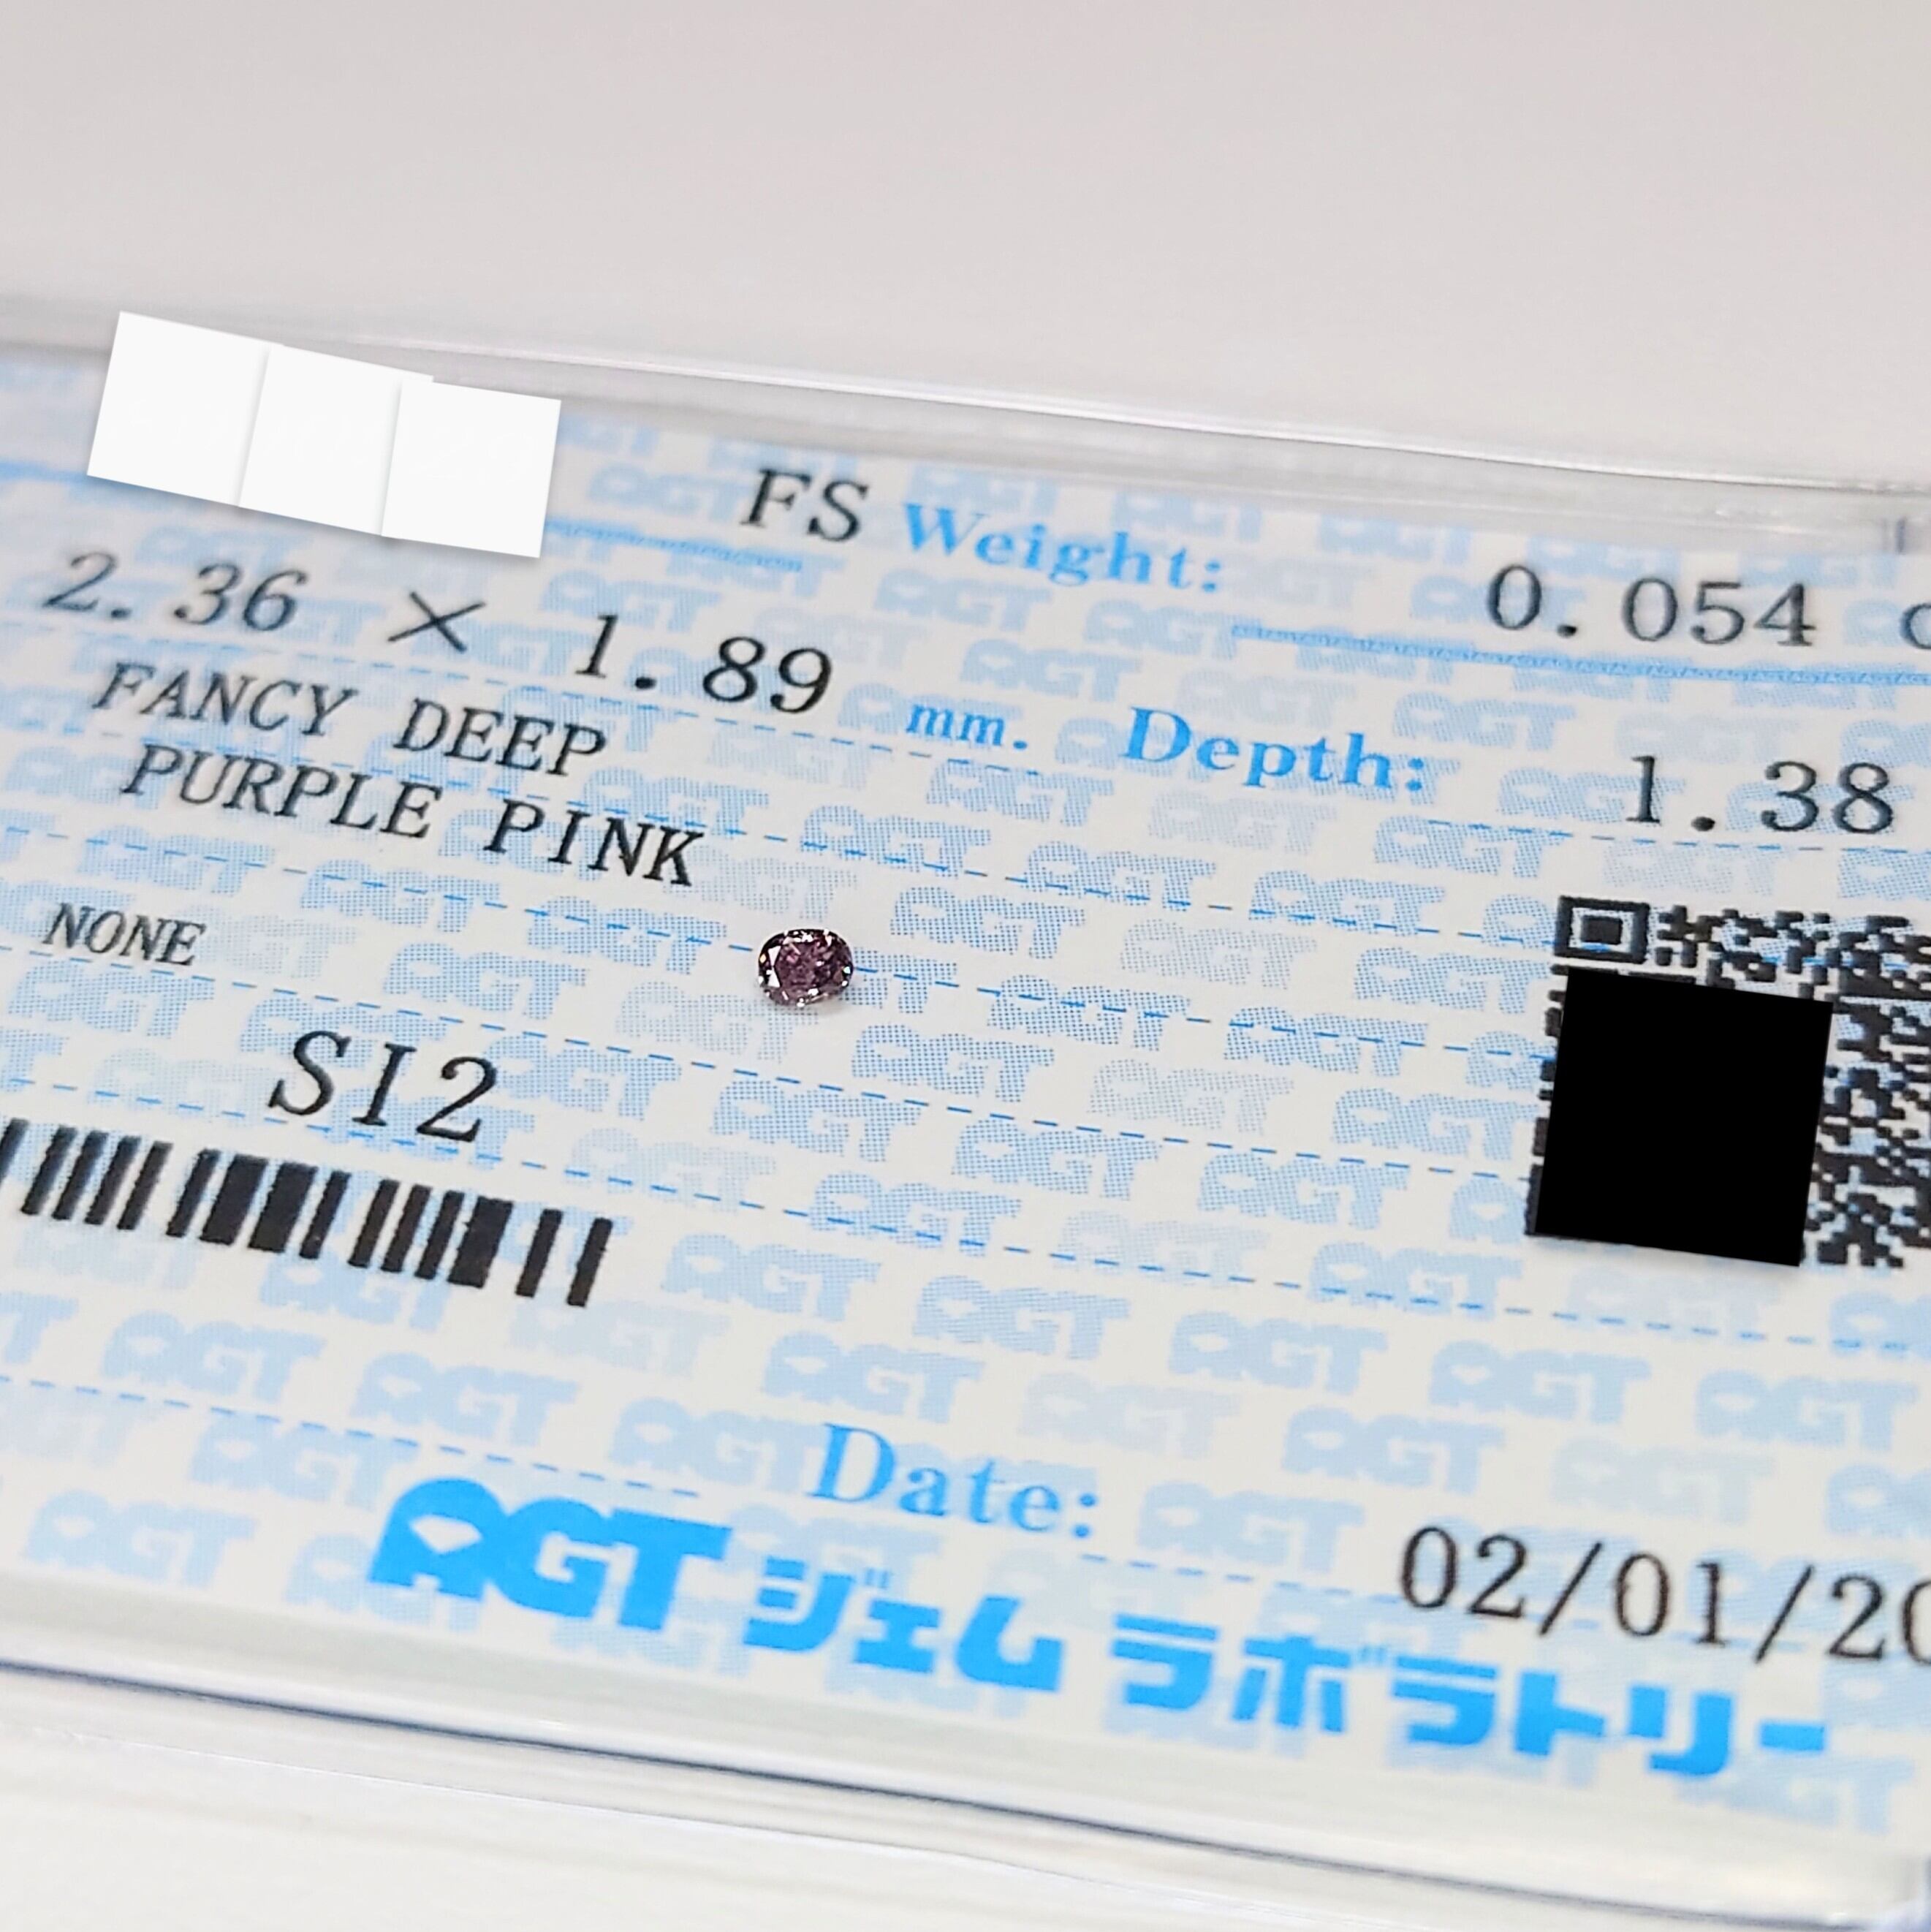 FS Weight: 0.054 c
2.36 × 1.89 mm. Depth: 1.38
FANCY DEEP
PURPLE PINK
NONE
SI2
Date: 02/01/20
AGT ジェム ラボラトリー